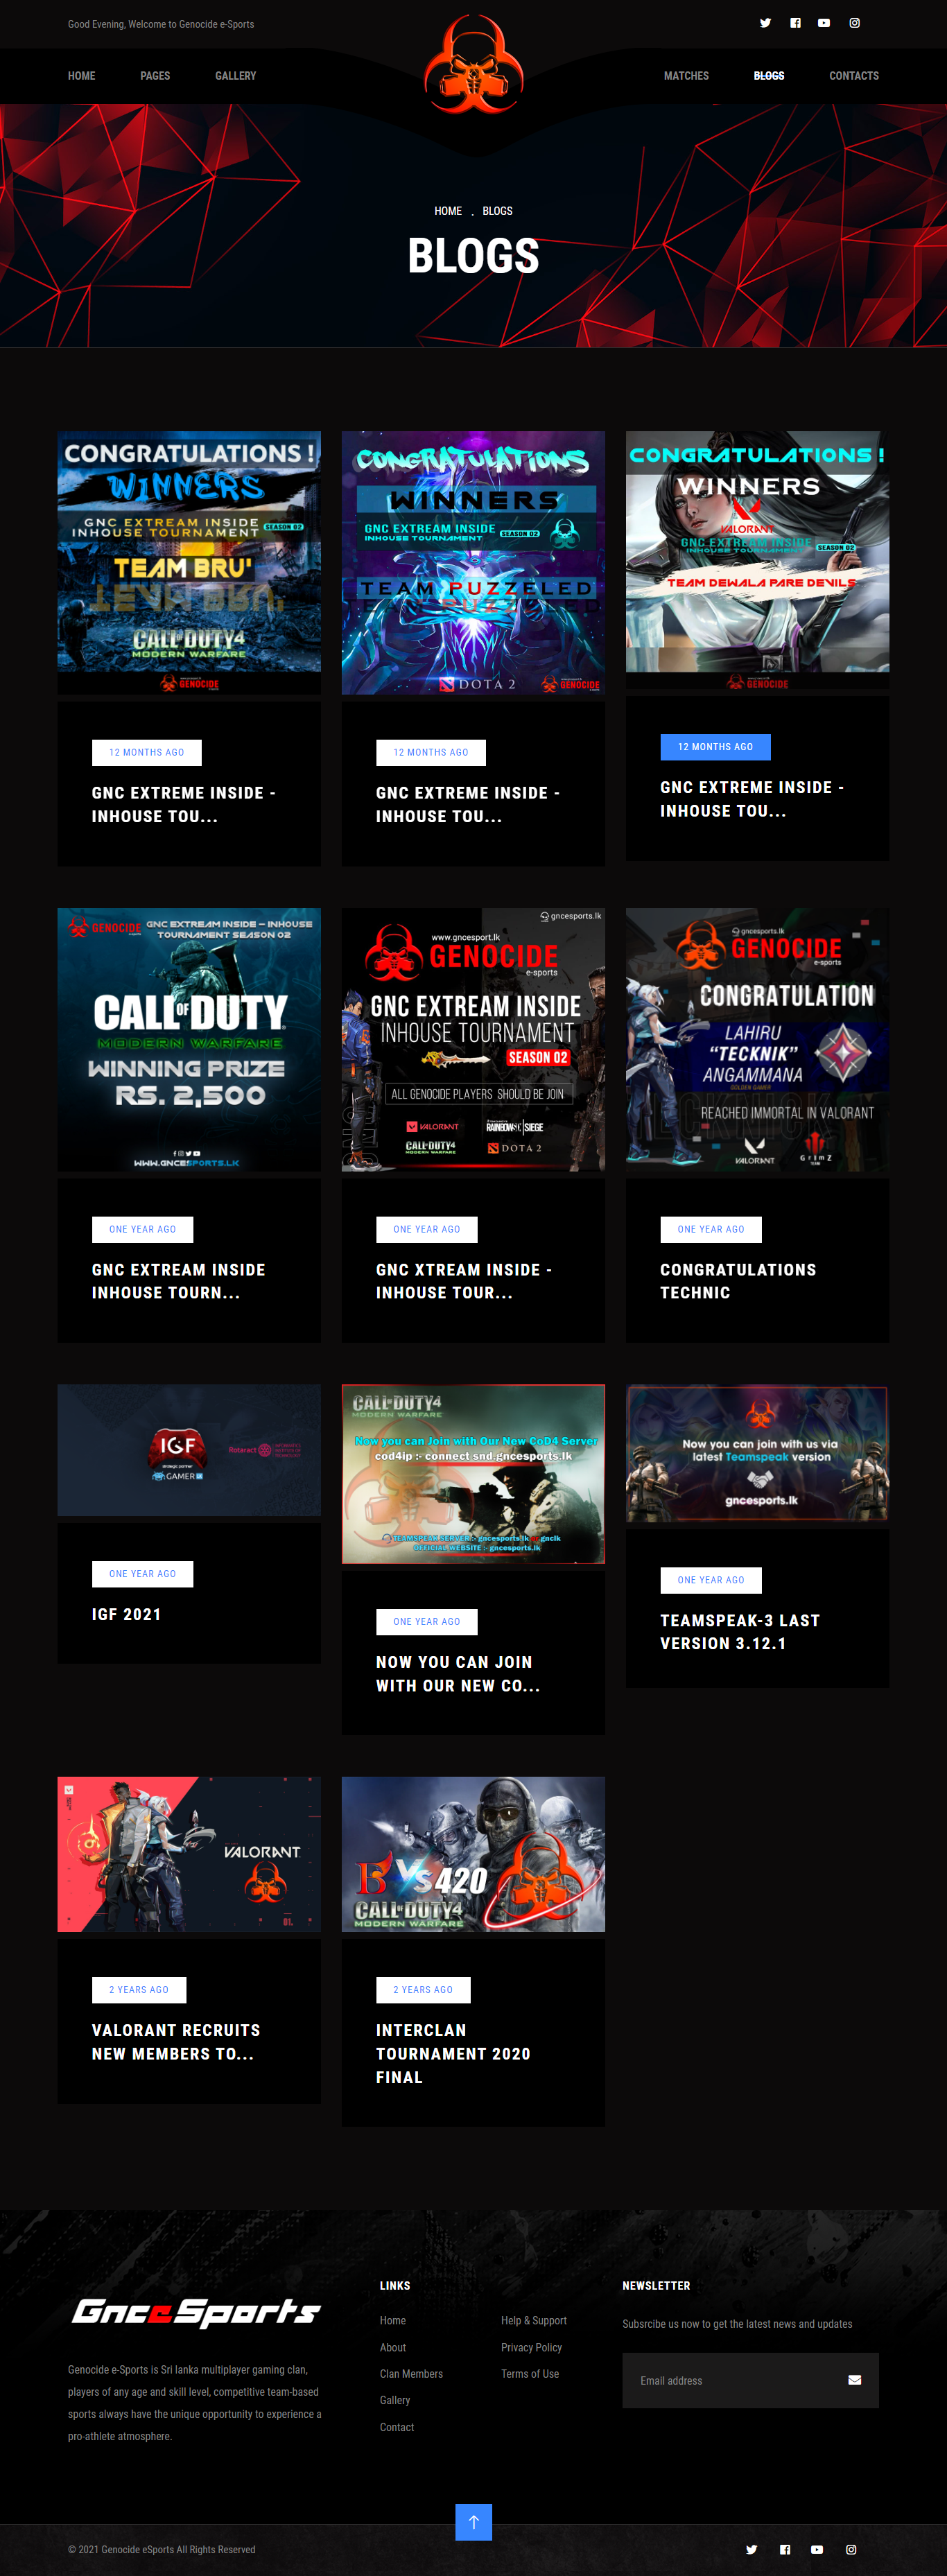 Good Evening, Welcome to Genocide e-Sports
HOME PAGES GALLERY MATCHES BLOGS CONTACTS
HOME . BLOGS
BLOGS
CONGRATULATIONS !
WINNERS
GNC EXTREAM INSIDE
INHOUSE TOURNAMENT SEASON 02
TEAM BRU'
CALL OF DUTY 4
MODERN WARFARE
GENOCIDE
12 MONTHS AGO
GNC EXTREME INSIDE -
INHOUSE TOU...
CONGRATULATIONS
WINNERS
GNC EXTREAM INSIDE
INHOUSE TOURNAMENT SEASON 02
TEAM PUZZELED
DOTA 2
GENOCIDE
12 MONTHS AGO
GNC EXTREME INSIDE -
INHOUSE TOU...
CONGRATULATIONS !
WINNERS
VALORANT
GNC EXTREAM INSIDE
INHOUSE TOURNAMENT SEASON 02
TEAM DEWALA PARE DEVILS
GENOCIDE
12 MONTHS AGO
GNC EXTREME INSIDE -
INHOUSE TOU...
GENOCIDE
e-sports
GNC EXTREAM INSIDE - INHOUSE
TOURNAMENT SEASON 02
CALL OF DUTY
MODERN WARFARE
WINNING PRIZE
RS. 2,500
WWW.GNCESPORTS.LK
ONE YEAR AGO
GNC EXTREAM INSIDE
INHOUSE TOURN...
gncesports.lk
www.gncesport.lk
GENOCIDE
e-sports
GNC EXTREAM INSIDE
INHOUSE TOURNAMENT
SEASON 02
ALL GENOCIDE PLAYERS SHOULD BE JOIN
VALORANT RAINBOW SIX SIEGE
CALL OF DUTY 4
MODERN WARFARE
DOTA 2
ONE YEAR AGO
GNC XTREAM INSIDE -
INHOUSE TOUR...
gncesports.lk
GENOCIDE
e-sports
CONGRATULATION
LAHIRU
"TECKNIK"
ANGAMMANA
GOLDEN GAMER
REACHED IMMORTAL IN VALORANT
VALORANT
GrimZ
ONE YEAR AGO
CONGRATULATIONS
TECHNIC
IGF
strategic partner
GAMER
Rotaract
ONE YEAR AGO
IGF 2021
CALL OF DUTY 4
MODERN WARFARE
Now you can Join with Our New CoD4 Server
cod4ip :- connect snd.gncesports.lk
TEAMSPEAK SERVER :- gncesports.lk or gnclk
OFFICIAL WEBSITE :- gncesports.lk
ONE YEAR AGO
NOW YOU CAN JOIN
WITH OUR NEW CO...
Now you can join with us via
latest Teamspeak version
gncesports.lk
ONE YEAR AGO
TEAMSPEAK-3 LAST
VERSION 3.12.1
VALORANT
01.
2 YEARS AGO
VALORANT RECRUITS
NEW MEMBERS TO...
Vs 420
CALL OF DUTY 4
MODERN WARFARE
2 YEARS AGO
INTERCLAN
TOURNAMENT 2020
FINAL
GnceSports
Genocide e-Sports is Sri lanka multiplayer gaming clan,
players of any age and skill level, competitive team-based
sports always have the unique opportunity to experience a
pro-athlete atmosphere.
LINKS
Home
About
Clan Members
Gallery
Contact
Help & Support
Privacy Policy
Terms of Use
NEWSLETTER
Subsrcibe us now to get the latest news and updates
Email address
© 2021 Genocide eSports All Rights Reserved